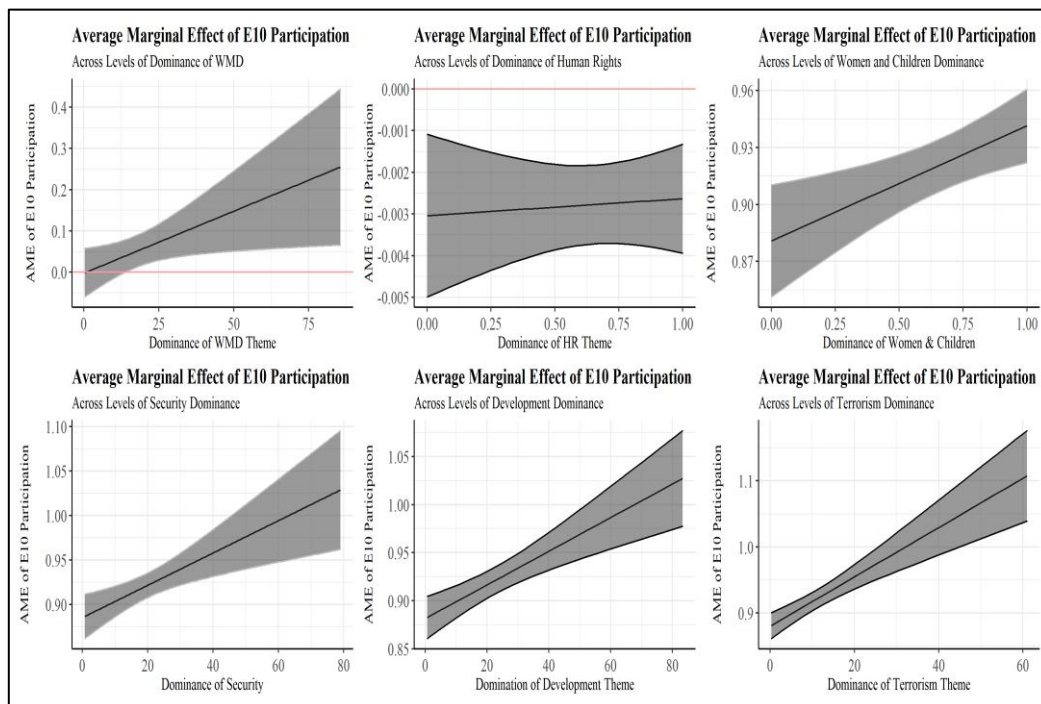 Average Marginal Effect of E10 Participation
Across Levels of Dominance of WMD
AME of E10 Participation
0.4
0.3
0.2
0.1
0.0
0
25
50
75
Dominance of WMD Theme
Average Marginal Effect of E10 Participation
Across Levels of Dominance of Human Rights
AME of E10 Participation
0.000
-0.001
-0.002
-0.003
-0.004
-0.005
0.00
0.25
0.50
0.75
1.00
Dominance of HR Theme
Average Marginal Effect of E10 Participation
Across Levels of Women and Children Dominance
AME of E10 Participation
0.96
0.93
0.90
0.87
0.00
0.25
0.50
0.75
1.00
Dominance of Women & Children
Average Marginal Effect of E10 Participation
Across Levels of Security Dominance
AME of E10 Participation
1.10
1.05
1.00
0.95
0.90
0
20
40
60
80
Dominance of Security
Average Marginal Effect of E10 Participation
Across Levels of Development Dominance
AME of E10 Participation
1.05
1.00
0.95
0.90
0.85
0
20
40
60
80
Domination of Development Theme
Average Marginal Effect of E10 Participation
Across Levels of Terrorism Dominance
AME of E10 Participation
1.1
1.0
0.9
0
20
40
60
Dominance of Terrorism Theme